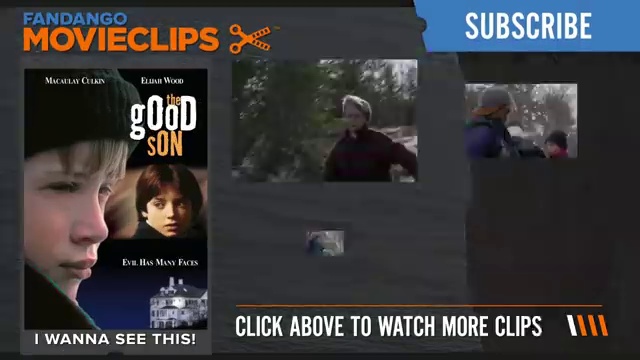 FANDANGO
MOVIECLIPS
SUBSCRIBE
MACAULAY CULKIN ELIJAH WOOD
the
gOOD
sON
EVIL HAS MANY FACES
I WANNA SEE THIS!
CLICK ABOVE TO WATCH MORE CLIPS